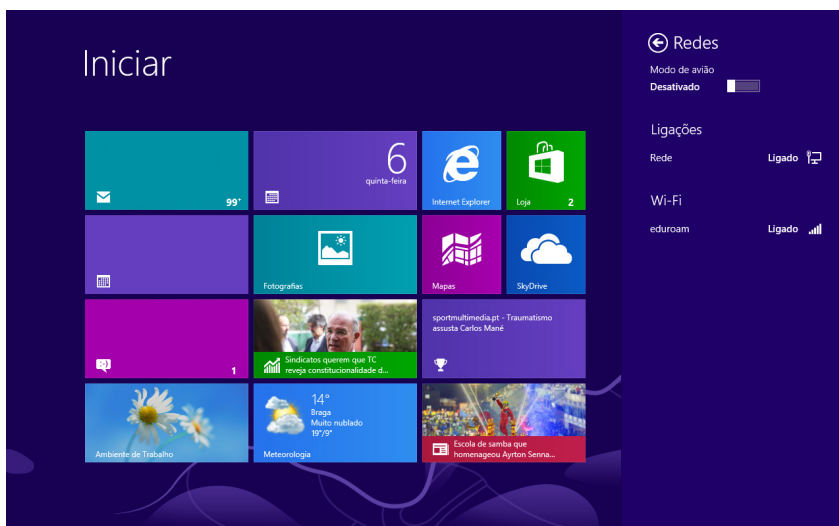 Iniciar
99+
6
quinta-feira
Internet Explorer
Loja
2
Fotografias
Mapas
SkyDrive
1
Sindicatos querem que TC
reveja constitucionalidade d...
sportmultimedia.pt - Traumatismo
assusta Carlos Mané
Ambiente de Trabalho
14°
Braga
Muito nublado
19°/9°
Meteorologia
Escola de samba que
homenageou Ayrton Senna...
Redes
Modo de avião
Desativado
Ligações
Rede Ligado
Wi-Fi
eduroam Ligado